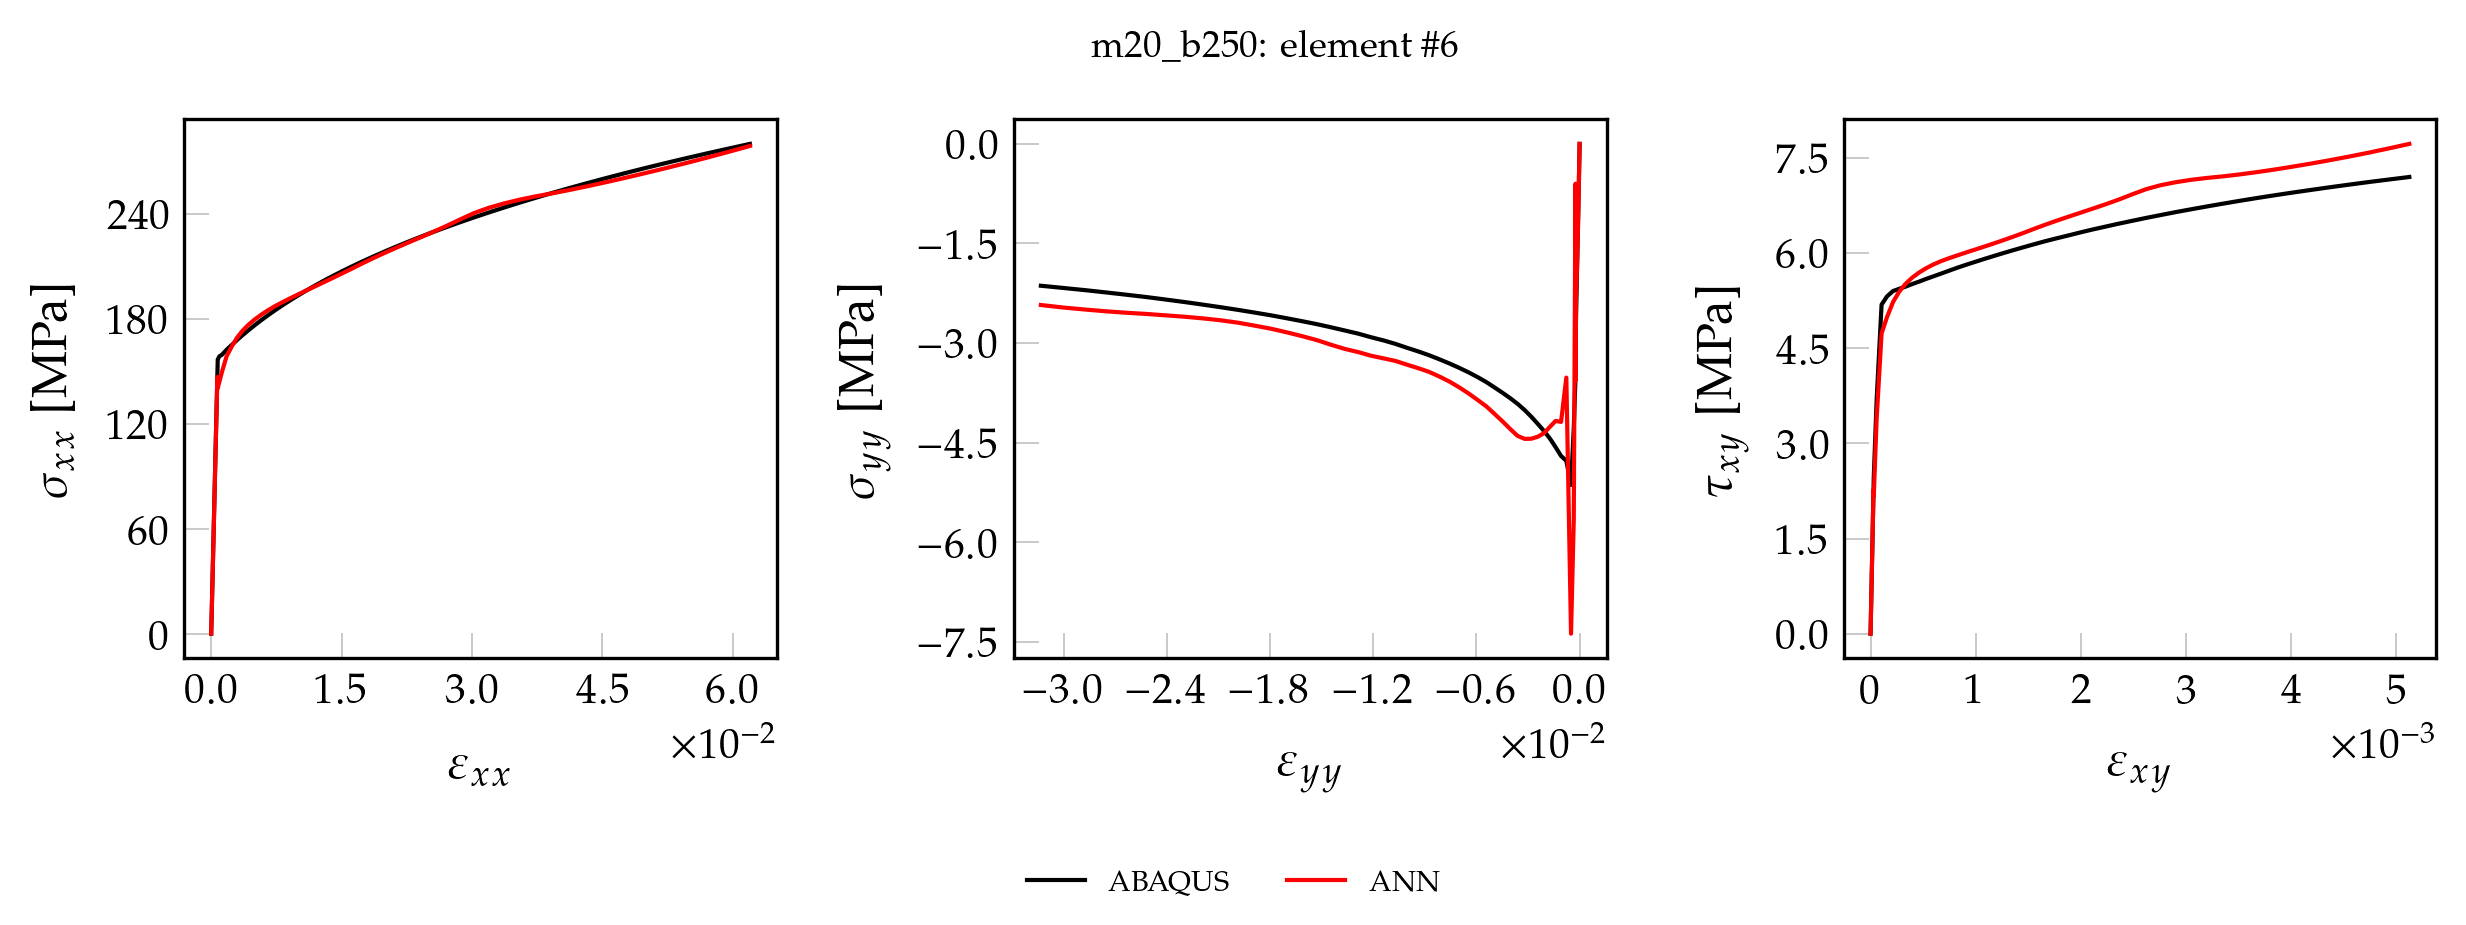 m20_b250: element #6
240
180
120
60
0
σxx [MPa]
0.0 1.5 3.0 4.5 6.0
×10−2
εxx
0.0
−1.5
−3.0
−4.5
−6.0
−7.5
σyy [MPa]
−3.0 −2.4 −1.8 −1.2 −0.6 0.0
×10−2
εyy
7.5
6.0
4.5
3.0
1.5
0.0
τxy [MPa]
0 1 2 3 4 5
×10−3
εxy
ABAQUS ANN